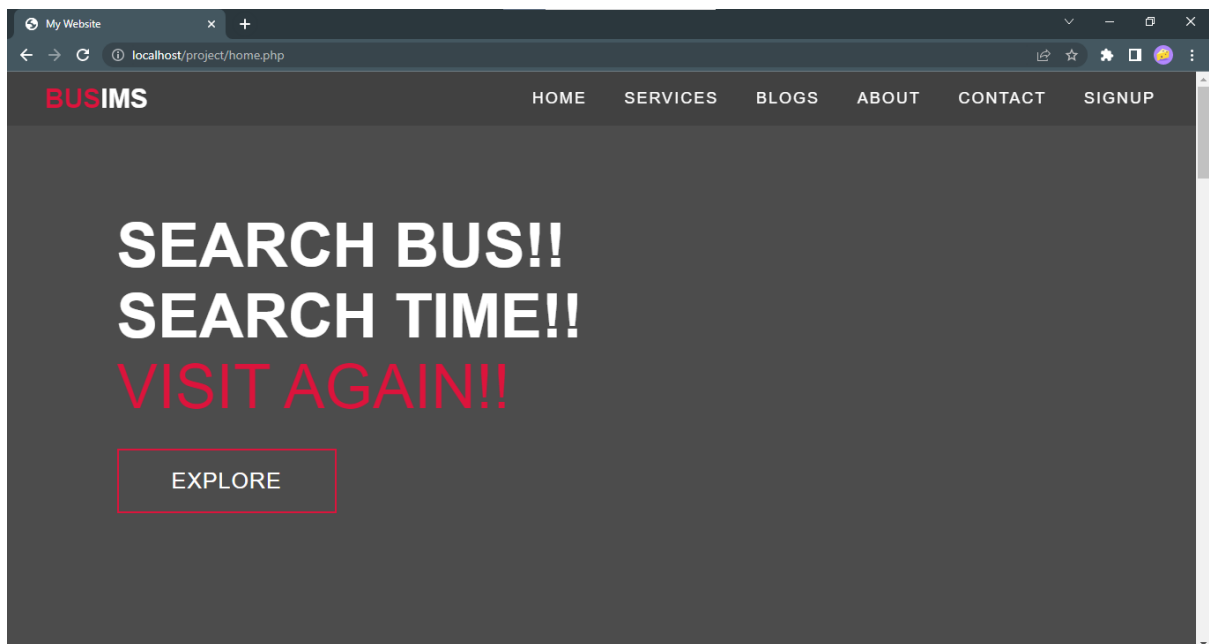 My Website
localhost/project/home.php
BUSIMS
HOME SERVICES BLOGS ABOUT CONTACT SIGNUP
SEARCH BUS!!
SEARCH TIME!!
VISIT AGAIN!!
EXPLORE